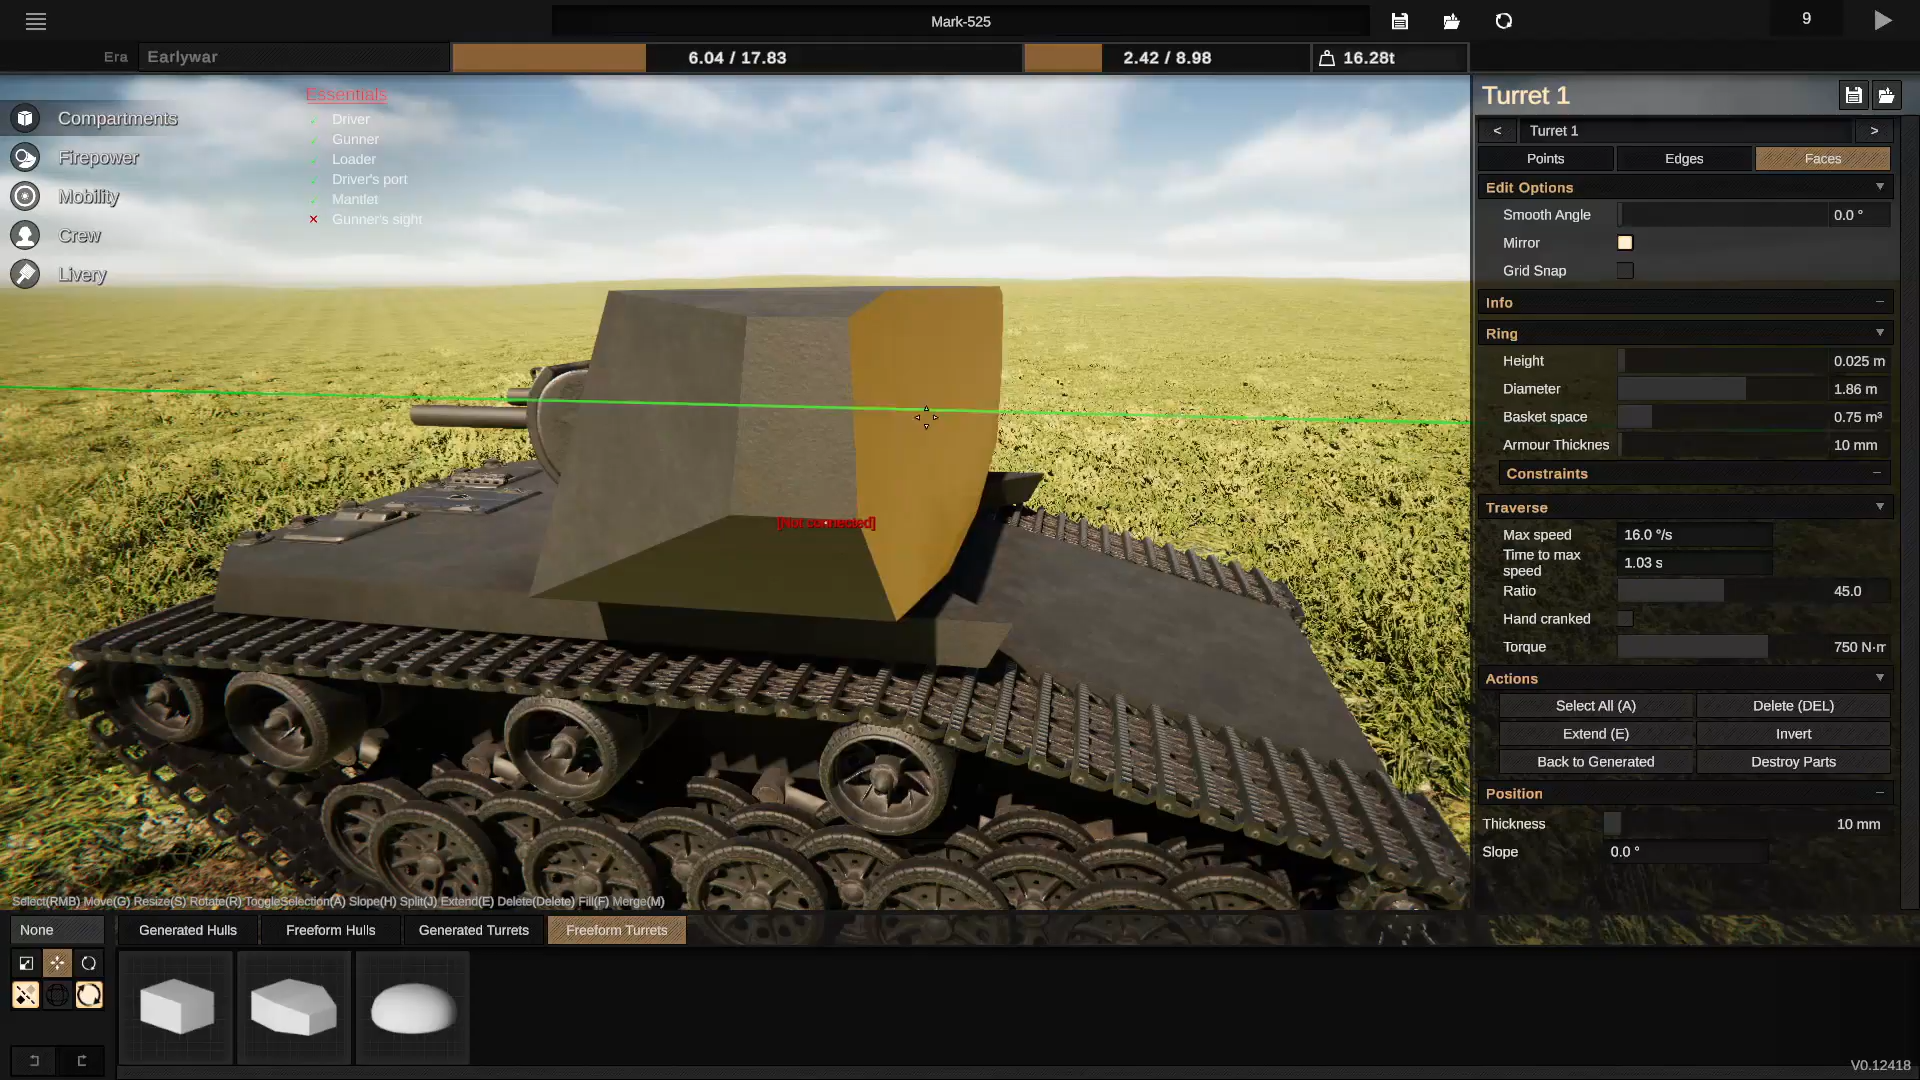 Mark-525
9
Era
Earlywar
6.04 / 17.83
2.42 / 8.98
16.28t
Compartments
Firepower
Mobility
Crew
Livery
Essentials
Driver
Gunner
Loader
Driver's port
Mantlet
Gunner's sight
[Not connected]
Turret 1
<
Turret 1
>
Points
Edges
Faces
Edit Options
Smooth Angle
0.0 °
Mirror
Grid Snap
Info
Ring
Height
0.025 m
Diameter
1.86 m
Basket space
0.75 m³
Armour Thicknes
10 mm
Constraints
Traverse
Max speed
16.0 °/s
Time to max
speed
1.03 s
Ratio
45.0
Hand cranked
Torque
750 N·m
Actions
Select All (A)
Delete (DEL)
Extend (E)
Invert
Back to Generated
Destroy Parts
Position
Thickness
10 mm
Slope
0.0 °
Select(RMB) Move(G) Resize(S) Rotate(R) ToggleSelection(A) Slope(H) Split(J) Extend(E) Delete(Delete) Fill(F) Merge(M)
None
Generated Hulls
Freeform Hulls
Generated Turrets
Freeform Turrets
V0.12418